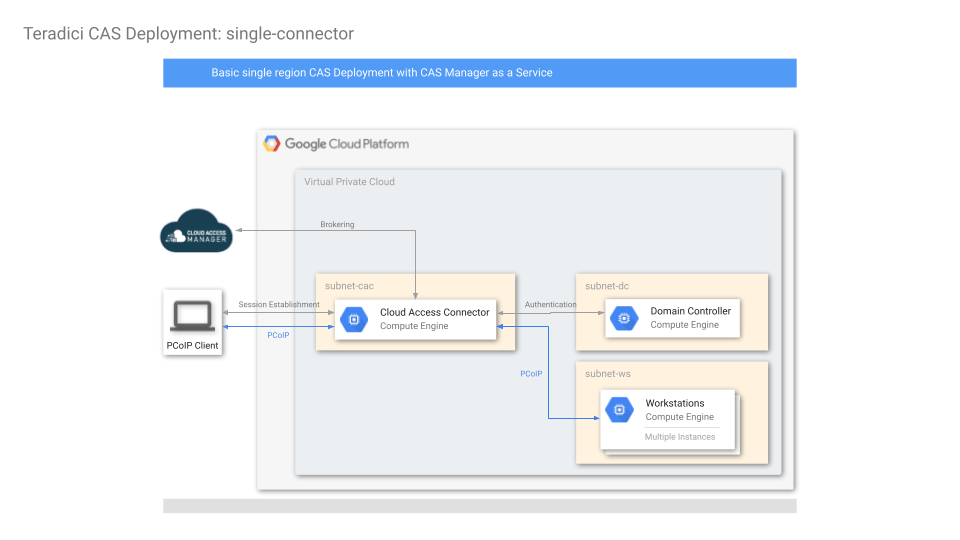 Teradici CAS Deployment: single-connector
Basic single region CAS Deployment with CAS Manager as a Service
Google Cloud Platform
Virtual Private Cloud
Brokering
CLOUD ACCESS
MANAGER
subnet-cac
subnet-dc
Session Establishment
Cloud Access Connector
Compute Engine
Authentication
Domain Controller
Compute Engine
PCoIP
PCoIP Client
PCoIP
subnet-ws
Workstations
Compute Engine
Multiple Instances